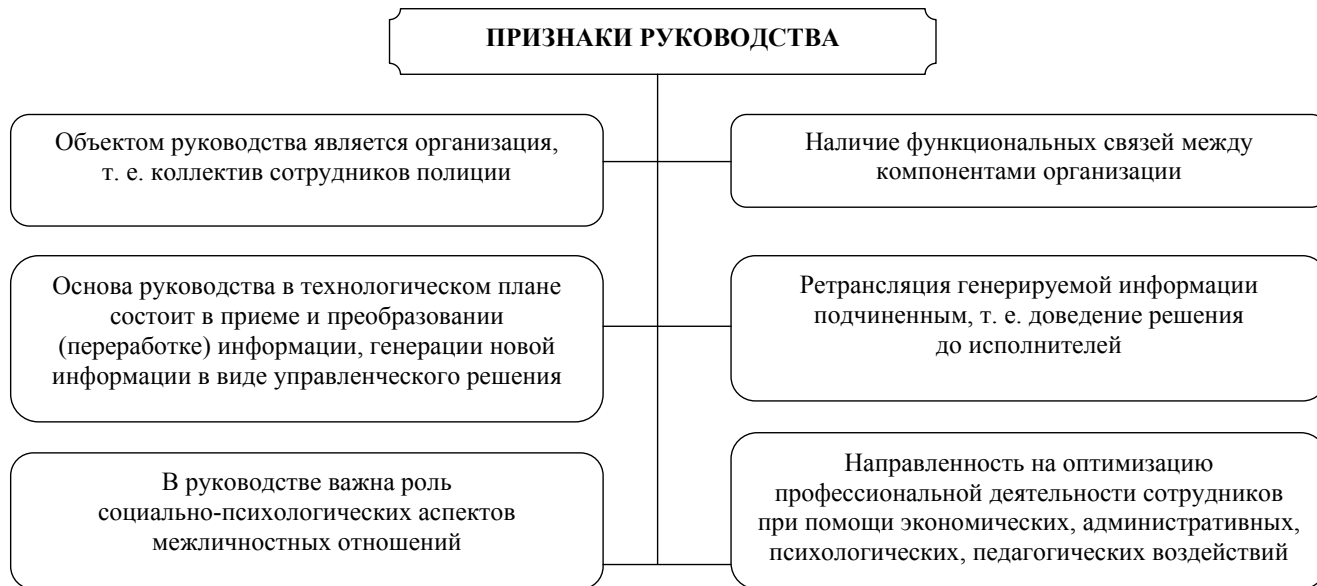 ПРИЗНАКИ РУКОВОДСТВА
Объектом руководства является организация,
т. е. коллектив сотрудников полиции
Наличие функциональных связей между
компонентами организации
Основа руководства в технологическом плане
состоит в приеме и преобразовании
(переработке) информации, генерации новой
информации в виде управленческого решения
Ретрансляция генерируемой информации
подчиненным, т. е. доведение решения
до исполнителей
В руководстве важна роль
социально-психологических аспектов
межличностных отношений
Направленность на оптимизацию
профессиональной деятельности сотрудников
при помощи экономических, административных,
психологических, педагогических воздействий